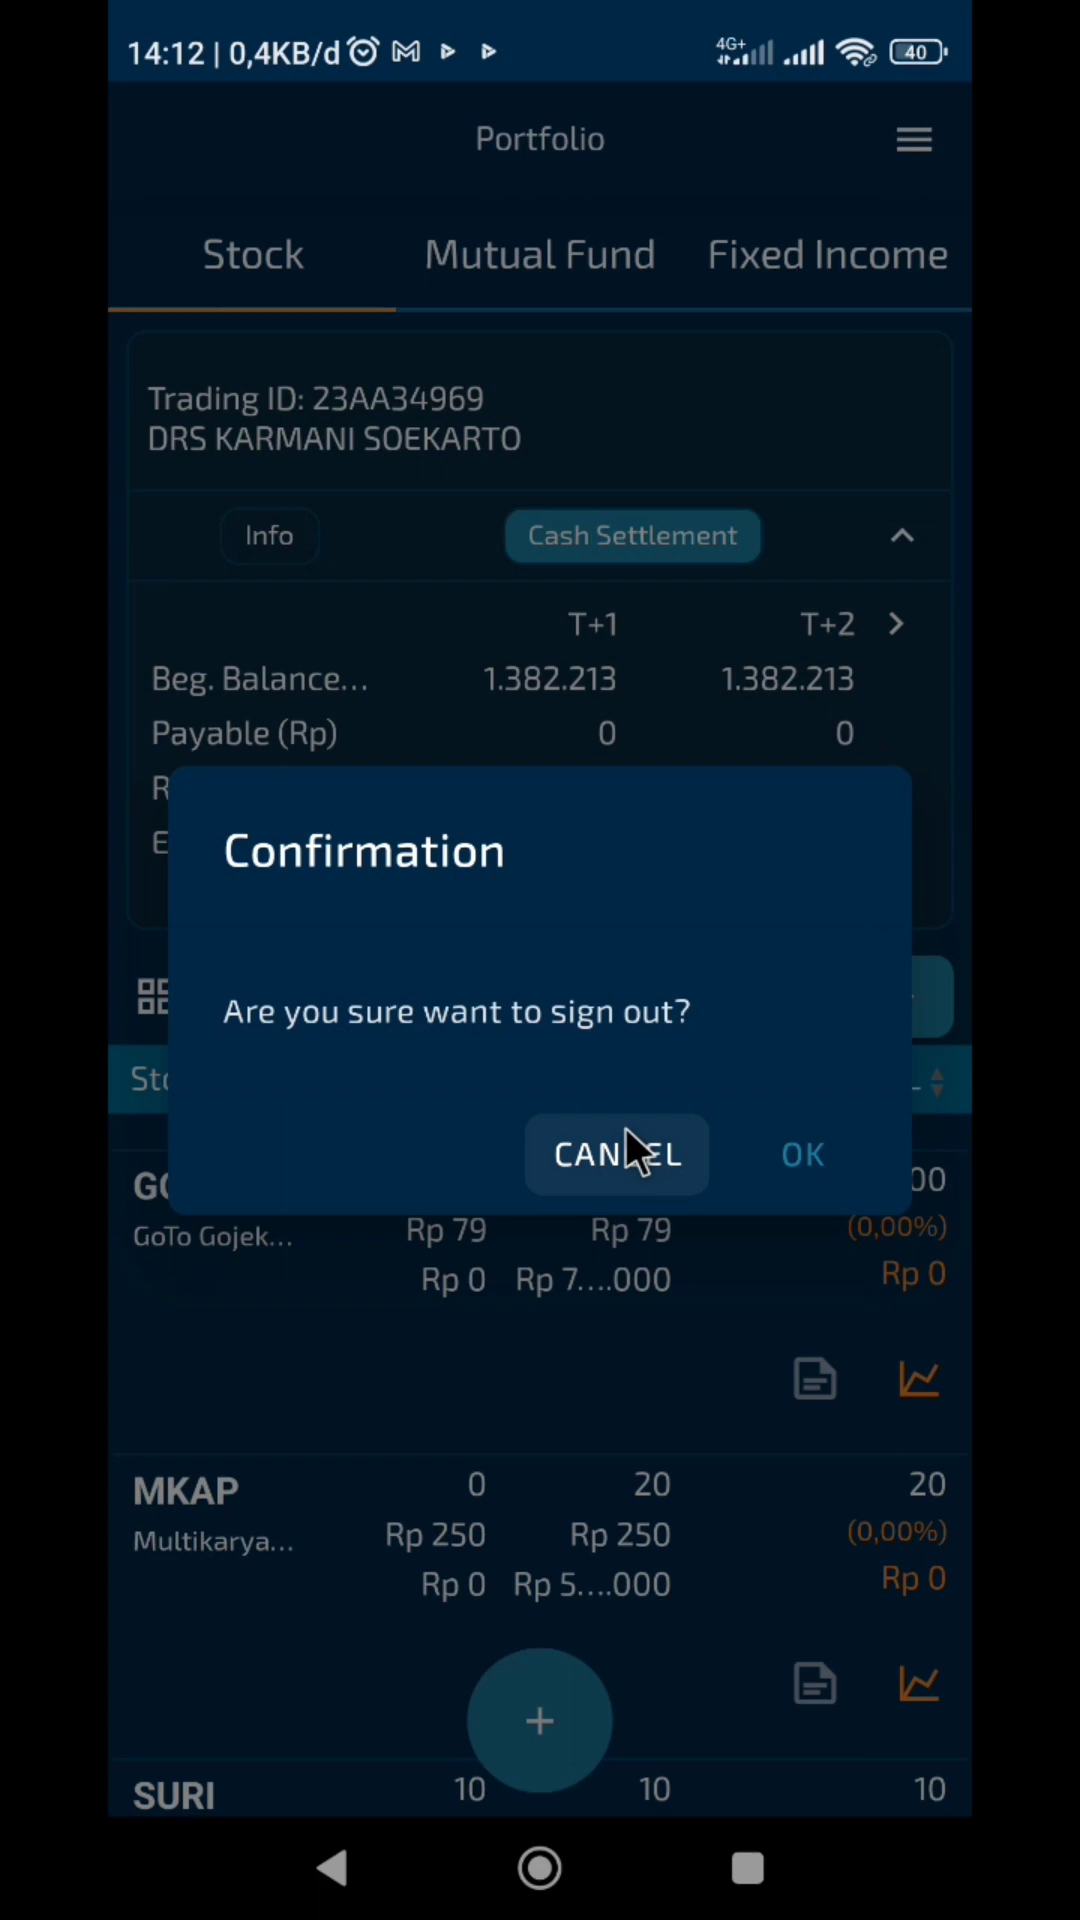 14:12 | 0,4KB/d 4G+ 40
Portfolio
Stock Mutual Fund Fixed Income
Trading ID: 23AA34969
DRS KARMANI SOEKARTO
Info Cash Settlement
T+1 T+2
Beg. Balance... 1.382.213 1.382.213
Payable (Rp) 0 0
Confirmation
Are you sure want to sign out?
CANCEL OK
GoTo Gojek... Rp 79 Rp 79 (0,00%)
Rp 0 Rp 7....000 Rp 0
MKAP 0 20 20
Multikarya... Rp 250 Rp 250 (0,00%)
Rp 0 Rp 5....000 Rp 0
+
SURI 10 10 10